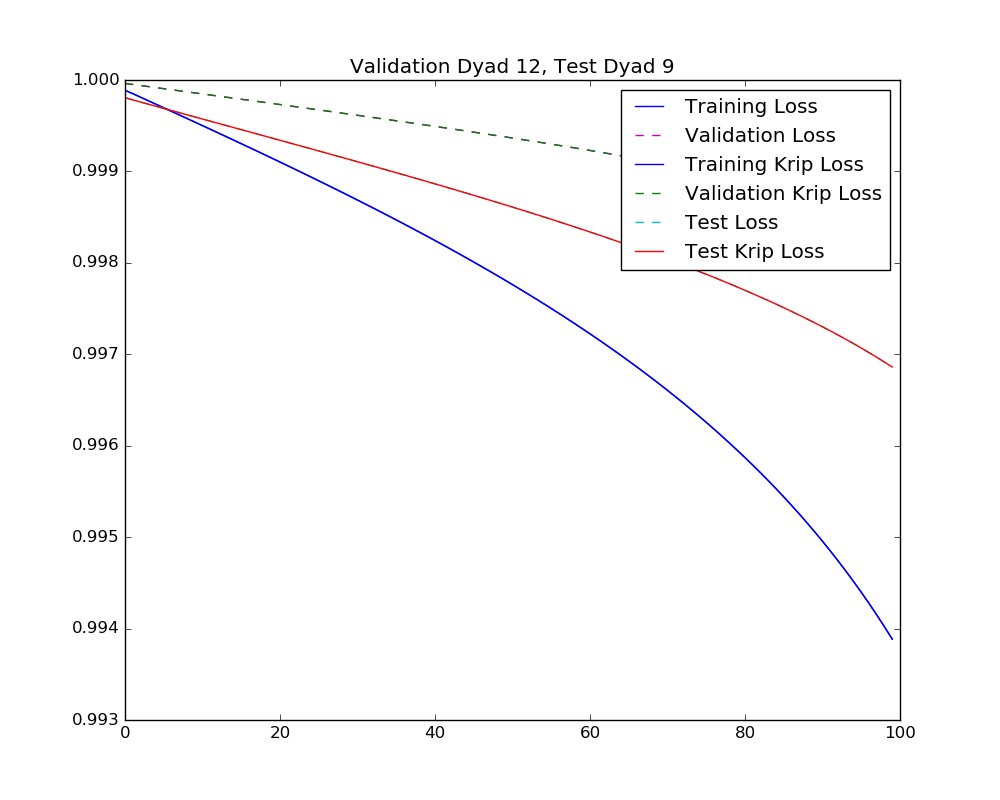 Validation Dyad 12, Test Dyad 9
1.000
0.999
0.998
0.997
0.996
0.995
0.994
0.993
0 20 40 60 80 100
Training Loss
Validation Loss
Training Krip Loss
Validation Krip Loss
Test Loss
Test Krip Loss